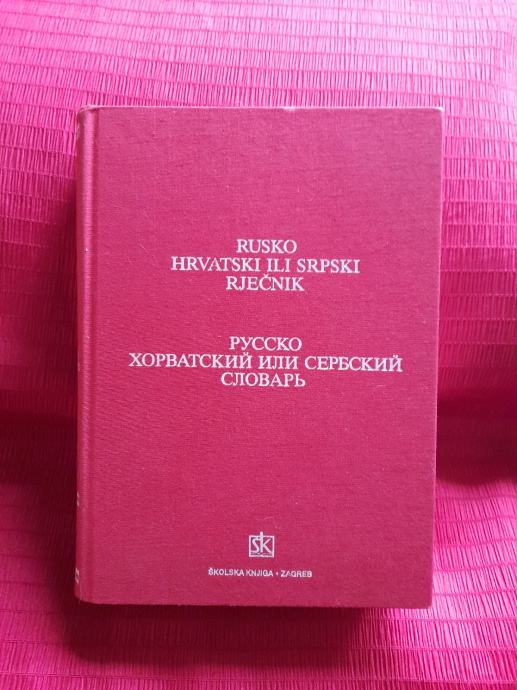 RUSKO
HRVATSKI ILI SRPSKI
RJEČNIK
РУССКО
ХОРВАТСКИЙ ИЛИ СЕРБСКИЙ
СЛОВАРЬ
ŠK
ŠKOLSKA KNJIGA • ZAGREB